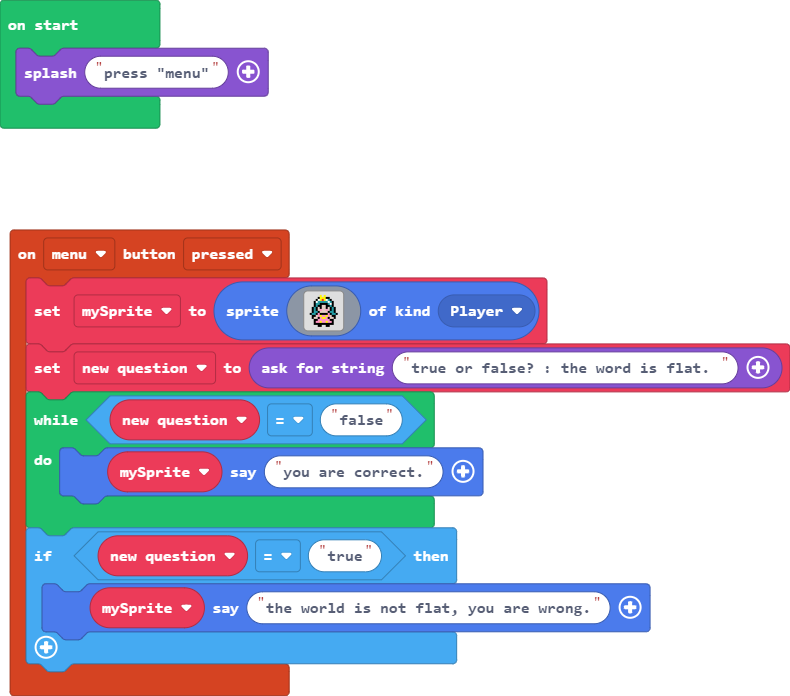 on start
splash "press "menu""
on menu button pressed
set mySprite to sprite of kind Player
set new question to ask for string "true or false? : the word is flat. "
while new question = "false"
do mySprite say "you are correct."
if new question = "true" then
mySprite say "the world is not flat, you are wrong."